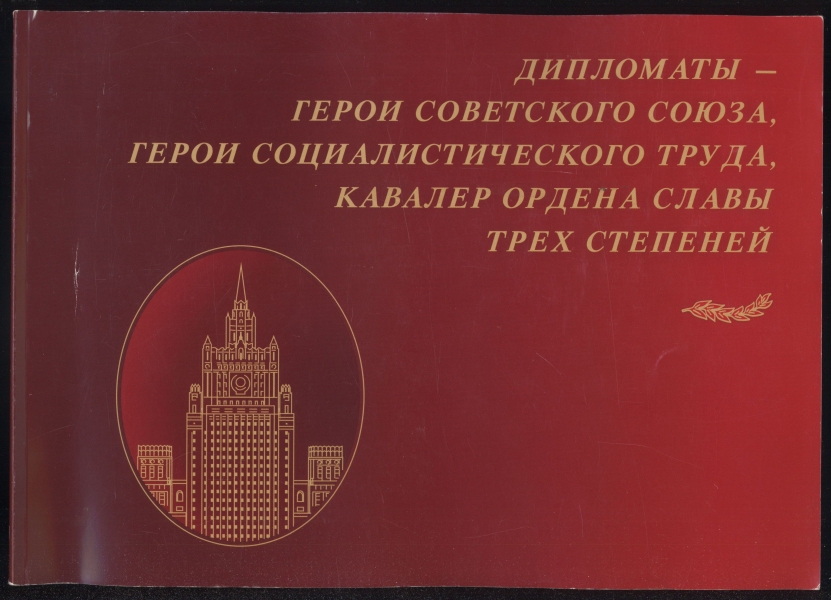 ДИПЛОМАТЫ –
ГЕРОИ СОВЕТСКОГО СОЮЗА,
ГЕРОИ СОЦИАЛИСТИЧЕСКОГО ТРУДА,
КАВАЛЕР ОРДЕНА СЛАВЫ
ТРЕХ СТЕПЕНЕЙ